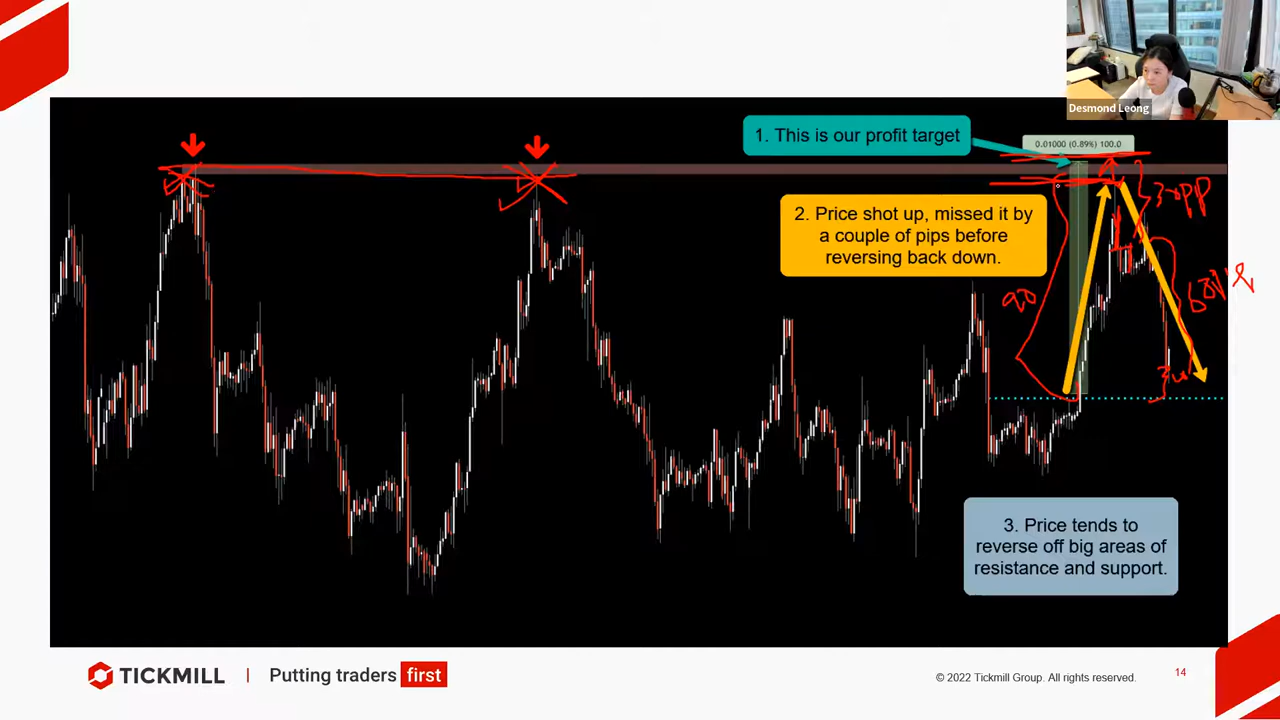 Desmond Leong
1. This is our profit target
0.01000 (0.89%) 100.0
2. Price shot up, missed it by
a couple of pips before
reversing back down.
90
3. Price tends to
reverse off big areas of
resistance and support.
TICKMILL
Putting traders first
© 2022 Tickmill Group. All rights reserved.
14